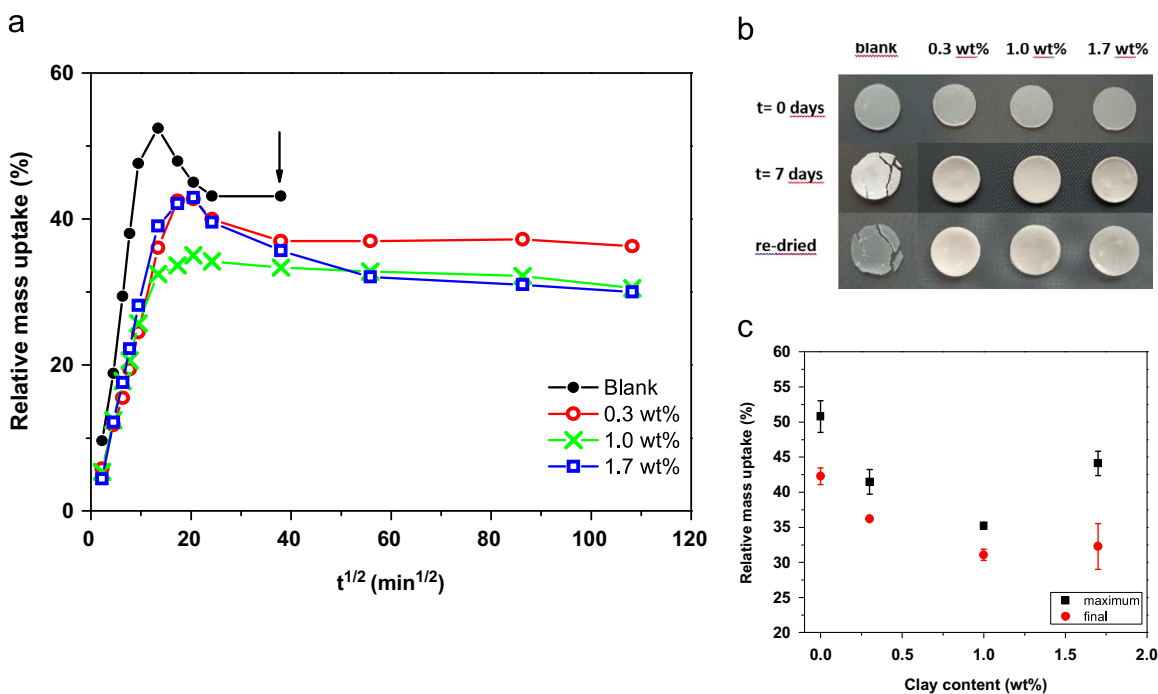 a
60
40
20
0
0 20 40 60 80 100 120
Relative mass uptake (%)
t1/2 (min1/2)
Blank
0.3 wt%
1.0 wt%
1.7 wt%
b
blank 0.3 wt% 1.0 wt% 1.7 wt%
t= 0 days
t= 7 days
re-dried
c
60
55
50
45
40
35
30
25
20
0.0 0.5 1.0 1.5 2.0
Relative mass uptake (%)
Clay content (wt%)
maximum
final